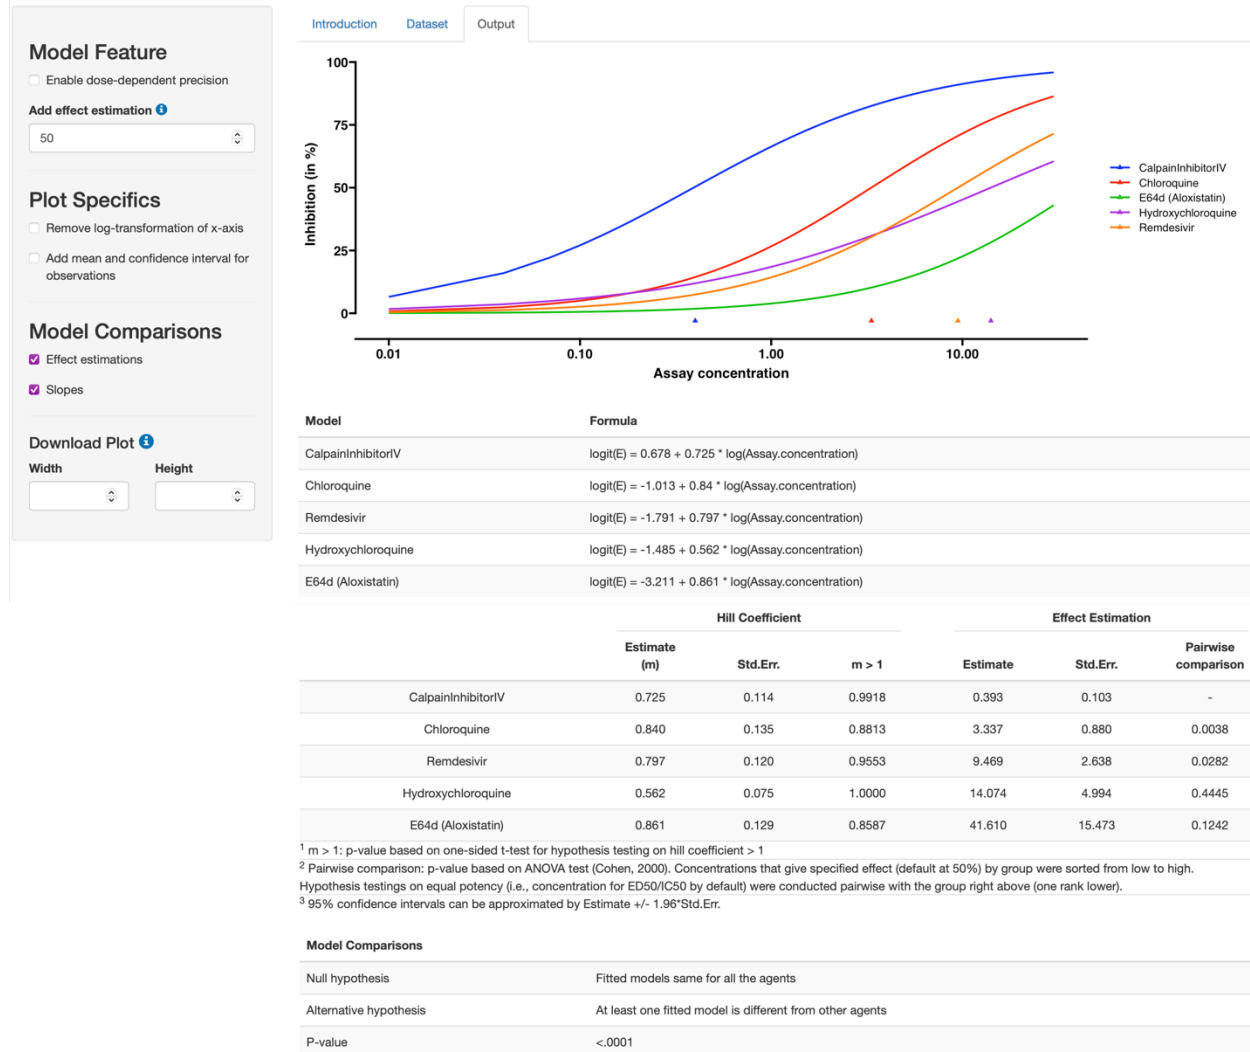 Introduction Dataset Output
Model Feature
Enable dose-dependent precision
Add effect estimation
50
Plot Specifics
Remove log-transformation of x-axis
Add mean and confidence interval for
observations
Model Comparisons
Effect estimations
Slopes
Download Plot
Width Height
Inhibition (in %)
100
75
50
25
0
0.01 0.10 1.00 10.00
Assay concentration
CalpainInhibitorIV
Chloroquine
E64d (Aloxistatin)
Hydroxychloroquine
Remdesivir
Model Formula
CalpainInhibitorIV logit(E) = 0.678 + 0.725 * log(Assay.concentration)
Chloroquine logit(E) = -1.013 + 0.84 * log(Assay.concentration)
Remdesivir logit(E) = -1.791 + 0.797 * log(Assay.concentration)
Hydroxychloroquine logit(E) = -1.485 + 0.562 * log(Assay.concentration)
E64d (Aloxistatin) logit(E) = -3.211 + 0.861 * log(Assay.concentration)
Hill Coefficient Effect Estimation
Estimate (m) Std.Err. m > 1 Estimate Std.Err. Pairwise comparison
CalpainInhibitorIV 0.725 0.114 0.9918 0.393 0.103 -
Chloroquine 0.840 0.135 0.8813 3.337 0.880 0.0038
Remdesivir 0.797 0.120 0.9553 9.469 2.638 0.0282
Hydroxychloroquine 0.562 0.075 1.0000 14.074 4.994 0.4445
E64d (Aloxistatin) 0.861 0.129 0.8587 41.610 15.473 0.1242
1 m > 1: p-value based on one-sided t-test for hypothesis testing on hill coefficient > 1
2 Pairwise comparison: p-value based on ANOVA test (Cohen, 2000). Concentrations that give specified effect (default at 50%) by group were sorted from low to high.
Hypothesis testings on equal potency (i.e., concentration for ED50/IC50 by default) were conducted pairwise with the group right above (one rank lower).
3 95% confidence intervals can be approximated by Estimate +/- 1.96*Std.Err.
Model Comparisons
Null hypothesis Fitted models same for all the agents
Alternative hypothesis At least one fitted model is different from other agents
P-value <.0001